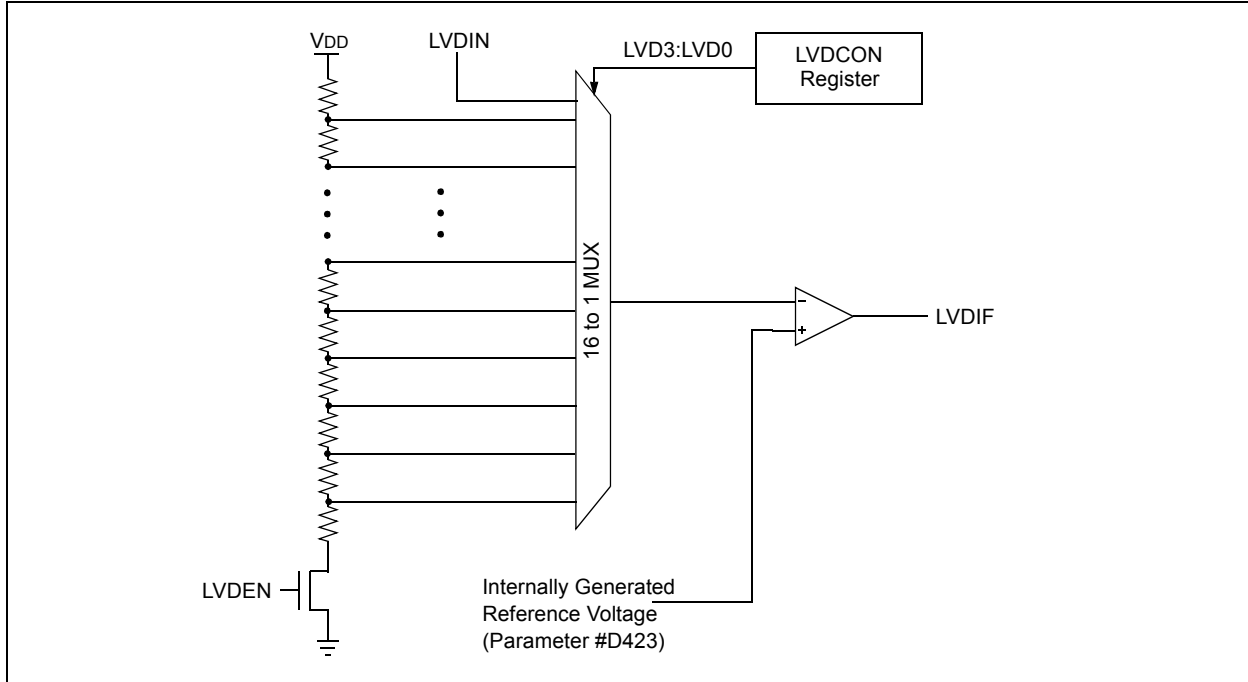 VDD
LVDIN
LVD3:LVD0
LVDCON
Register
16 to 1 MUX
–
+
LVDIF
LVDEN
Internally Generated
Reference Voltage
(Parameter #D423)